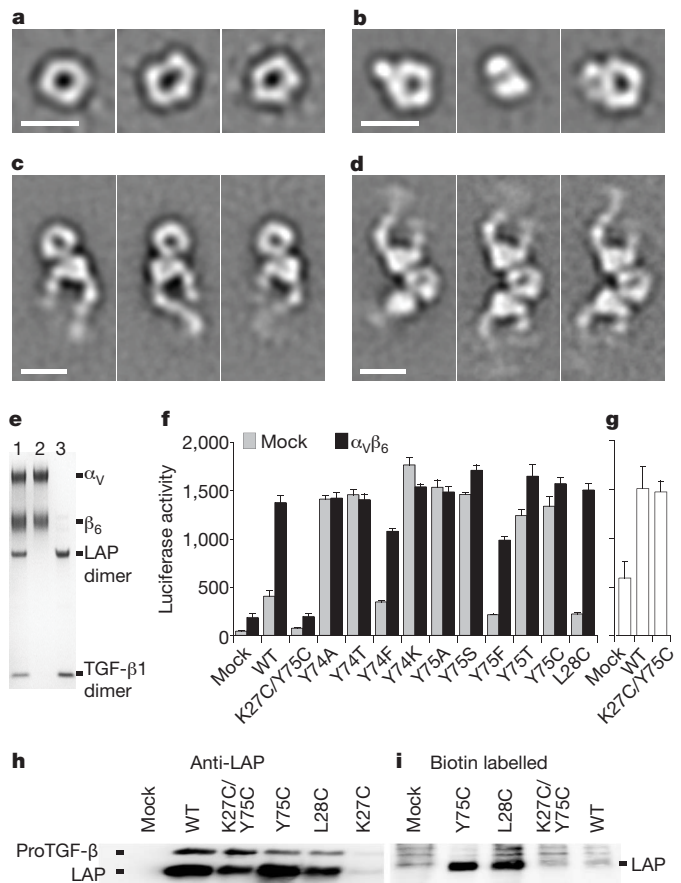 a
b
c
d
e
f
g
1 2 3
αV
β6
LAP
dimer
TGF-β1
dimer
Mock
αVβ6
Luciferase activity
2,000
1,500
1,000
500
0
Mock
WT
K27C/Y75C
Y74A
Y74T
Y74F
Y74K
Y75A
Y75S
Y75F
Y75T
Y75C
L28C
Mock
WT
K27C/Y75C
h
Anti-LAP
i
Biotin labelled
Mock
WT
K27C/
Y75C
Y75C
L28C
K27C
Mock
Y75C
L28C
K27C/
Y75C
WT
ProTGF-β
LAP
LAP